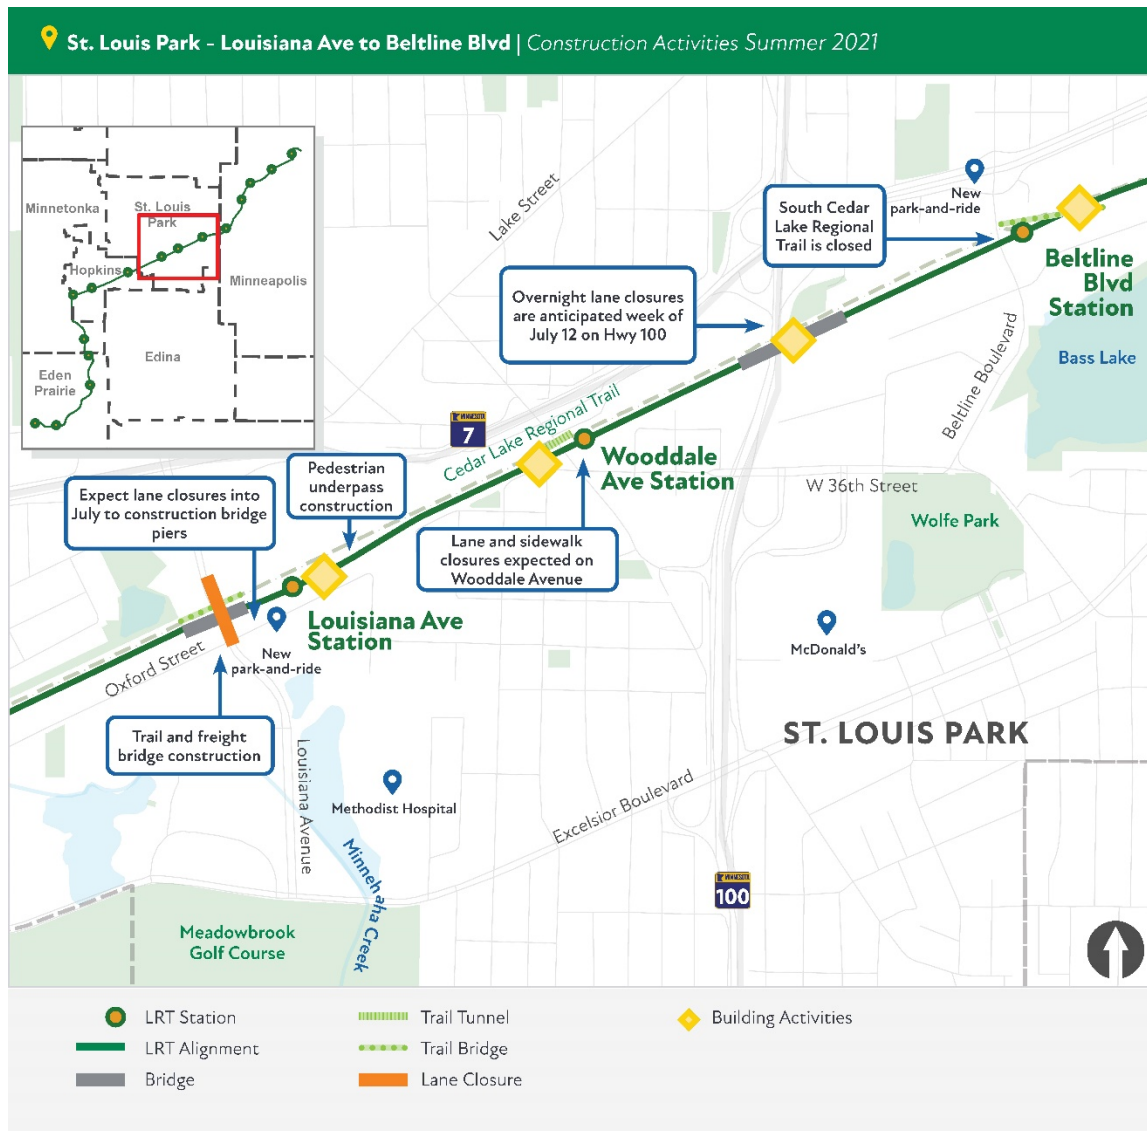 St. Louis Park - Louisiana Ave to Beltline Blvd | Construction Activities Summer 2021
Minnetonka
St. Louis
Park
Hopkins
Minneapolis
Edina
Eden
Prairie
Lake Street
New
park-and-ride
South Cedar
Lake Regional
Trail is closed
Beltline
Blvd
Station
Overnight lane closures
are anticipated week of
July 12 on Hwy 100
Bass Lake
Beltline Boulevard
MINNESOTA
7
Cedar Lake Regional Trail
Wooddale
Ave Station
Pedestrian
underpass
construction
Expect lane closures into
July to construction bridge
piers
W 36th Street
Wolfe Park
Lane and sidewalk
closures expected on
Wooddale Avenue
Louisiana Ave
Station
New
park-and-ride
McDonald's
Oxford Street
Trail and freight
bridge construction
ST. LOUIS PARK
Louisiana Avenue
Methodist Hospital
Excelsior Boulevard
Minnehaha Creek
MINNESOTA
100
Meadowbrook
Golf Course
LRT Station
LRT Alignment
Bridge
Trail Tunnel
Trail Bridge
Lane Closure
Building Activities